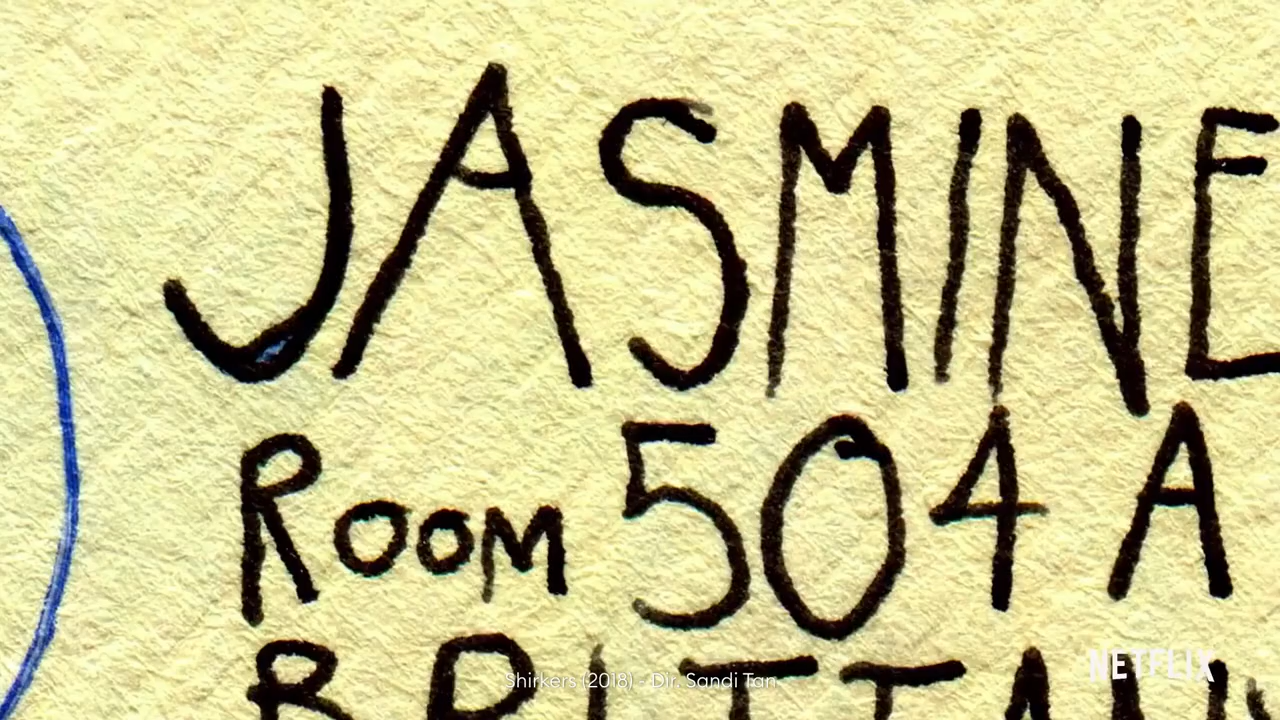 JASMINE
ROOM 504 A
Shirkers (2018) - Dir. Sandi Tan.
NETFLIX